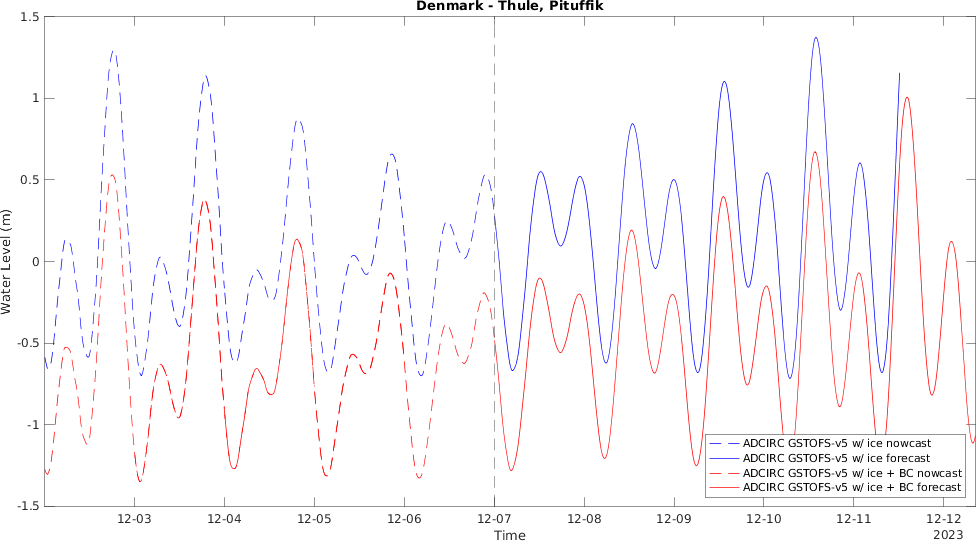 Denmark - Thule, Pituffik
1.5
1
0.5
0
-0.5
-1
-1.5
Water Level (m)
12-03
12-04
12-05
12-06
12-07
12-08
12-09
12-10
12-11
12-12
Time
2023
ADCIRC GSTOFS-v5 w/ ice nowcast
ADCIRC GSTOFS-v5 w/ ice forecast
ADCIRC GSTOFS-v5 w/ ice + BC nowcast
ADCIRC GSTOFS-v5 w/ ice + BC forecast